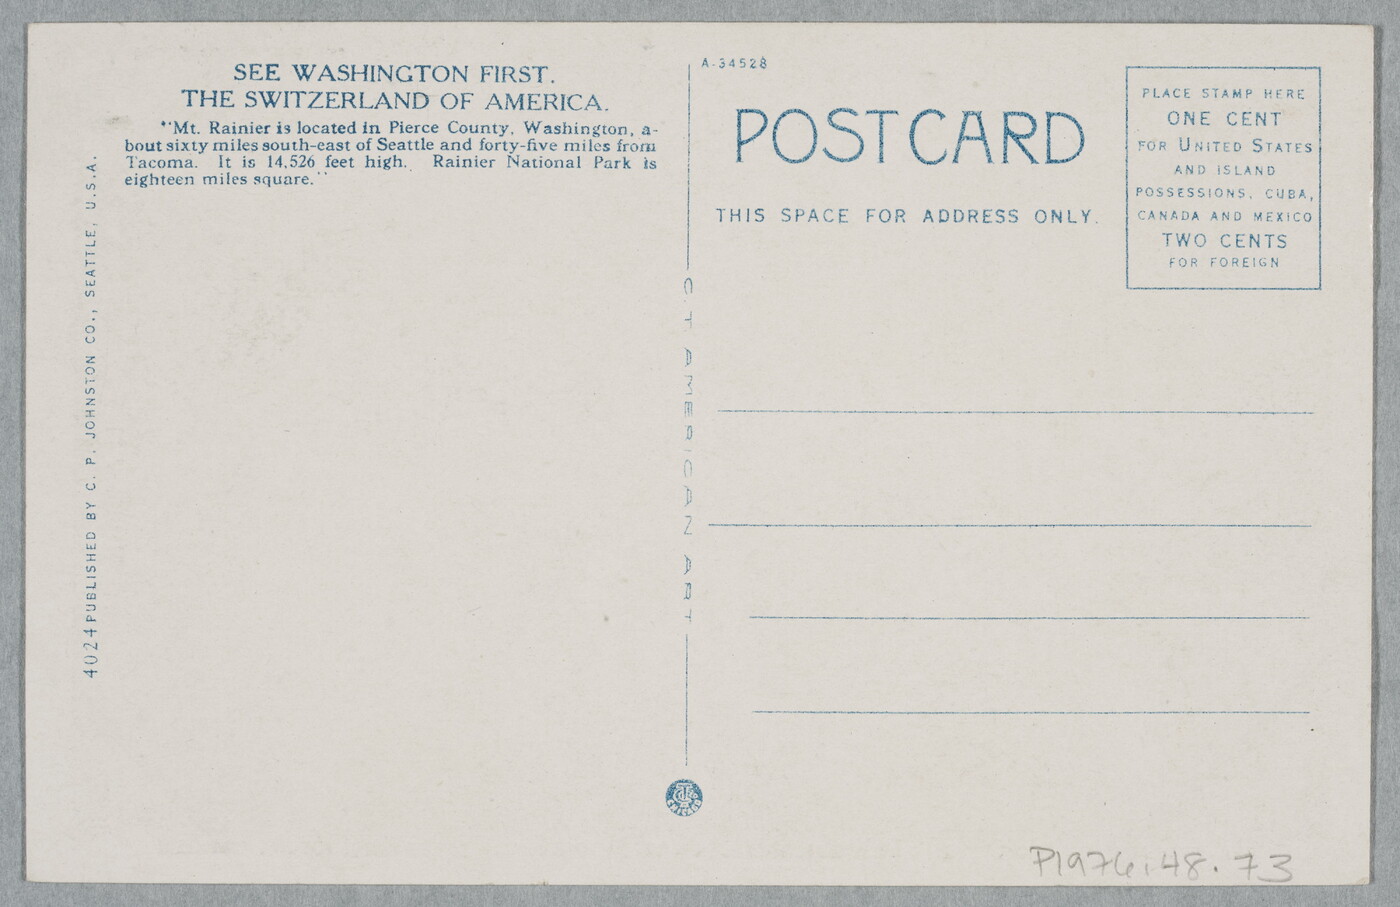 SEE WASHINGTON FIRST.
THE SWITZERLAND OF AMERICA.
"Mt. Rainier is located in Pierce County, Washington, a-
bout sixty miles south-east of Seattle and forty-five miles from
Tacoma. It is 14,526 feet high. Rainier National Park is
eighteen miles square."
4024 PUBLISHED BY C. P. JOHNSTON CO., SEATTLE, U.S.A.
C.T. AMERICAN ART
A-34528
POST CARD
THIS SPACE FOR ADDRESS ONLY.
PLACE STAMP HERE
ONE CENT
FOR UNITED STATES
AND ISLAND
POSSESSIONS, CUBA,
CANADA AND MEXICO
TWO CENTS
FOR FOREIGN
P1976.48.73